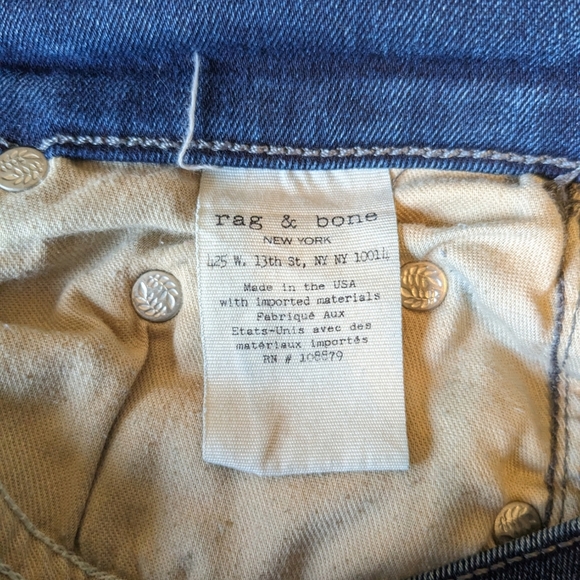 rag & bone
NEW YORK
425 W. 13th St, NY NY 10014
Made in the USA
with imported materials
Fabriqué Aux
Etats-Unis avec des
matériaux importés
RN # 108879